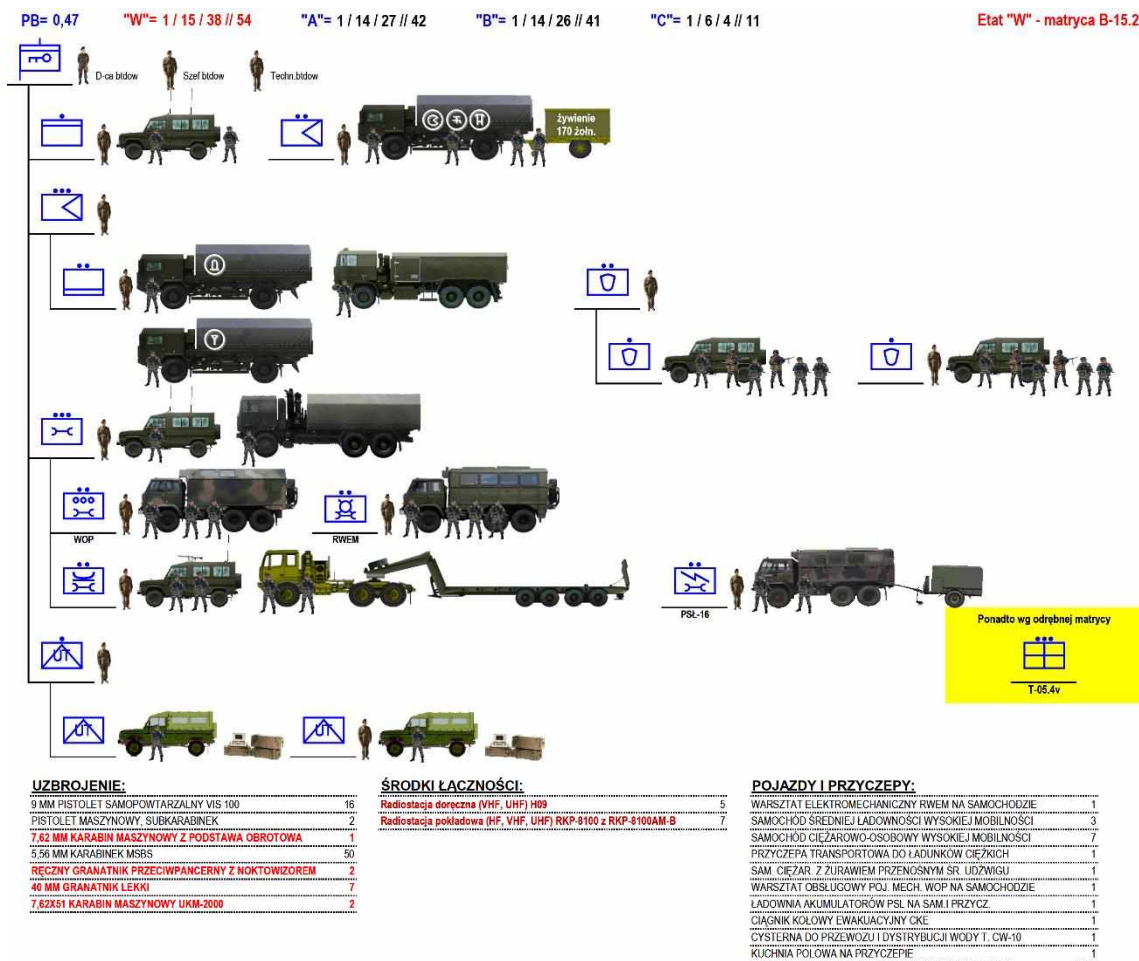 PB= 0,47 "W"= 1 / 15 / 38 // 54 "A"= 1 / 14 / 27 // 42 "B"= 1 / 14 / 26 // 41 "C"= 1 / 6 / 4 // 11 Etat "W" - matryca B-15.2
D-ca btdow Szef btdow Techn.btdow
żywienie
170 żołn.
WOP RWEM
PSŁ-16
Ponadto wg odrębnej matrycy
T-05.4v
UT
UT UT
UZBROJENIE:
9 MM PISTOLET SAMOPOWTARZALNY VIS 100 16
PISTOLET MASZYNOWY, SUBKARABINEK 2
7,62 MM KARABIN MASZYNOWY Z PODSTAWA OBROTOWA 1
5,56 MM KARABINEK MSBS 50
RĘCZNY GRANATNIK PRZECIWPANCERNY Z NOKTOWIZOREM 2
40 MM GRANATNIK LEKKI 7
7,62X51 KARABIN MASZYNOWY UKM-2000 2
ŚRODKI ŁĄCZNOŚCI:
Radiostacja doręczna (VHF, UHF) H09 5
Radiostacja pokładowa (HF, VHF, UHF) RKP-8100 z RKP-8100AM-B 7
POJAZDY I PRZYCZEPY:
WARSZTAT ELEKTROMECHANICZNY RWEM NA SAMOCHODZIE 1
SAMOCHÓD ŚREDNIEJ ŁADOWNOŚCI WYSOKIEJ MOBILNOŚCI 3
SAMOCHÓD CIĘŻAROWO-OSOBOWY WYSOKIEJ MOBILNOŚCI 7
PRZYCZEPA TRANSPORTOWA DO ŁADUNKÓW CIĘŻKICH 1
SAM. CIĘŻAR. Z ŻURAWIEM PRZENOŚNYM ŚR. UDŹWIGU 1
WARSZTAT OBSŁUGOWY POJ. MECH. WOP NA SAMOCHODZIE 1
ŁADOWNIA AKUMULATORÓW PSL NA SAM.I PRZYCZ. 1
CIĄGNIK KOŁOWY EWAKUACYJNY CKE 1
CYSTERNA DO PRZEWOZU I DYSTRYBUCJI WODY T. CW-10 1
KUCHNIA POLOWA NA PRZYCZEPIE 1